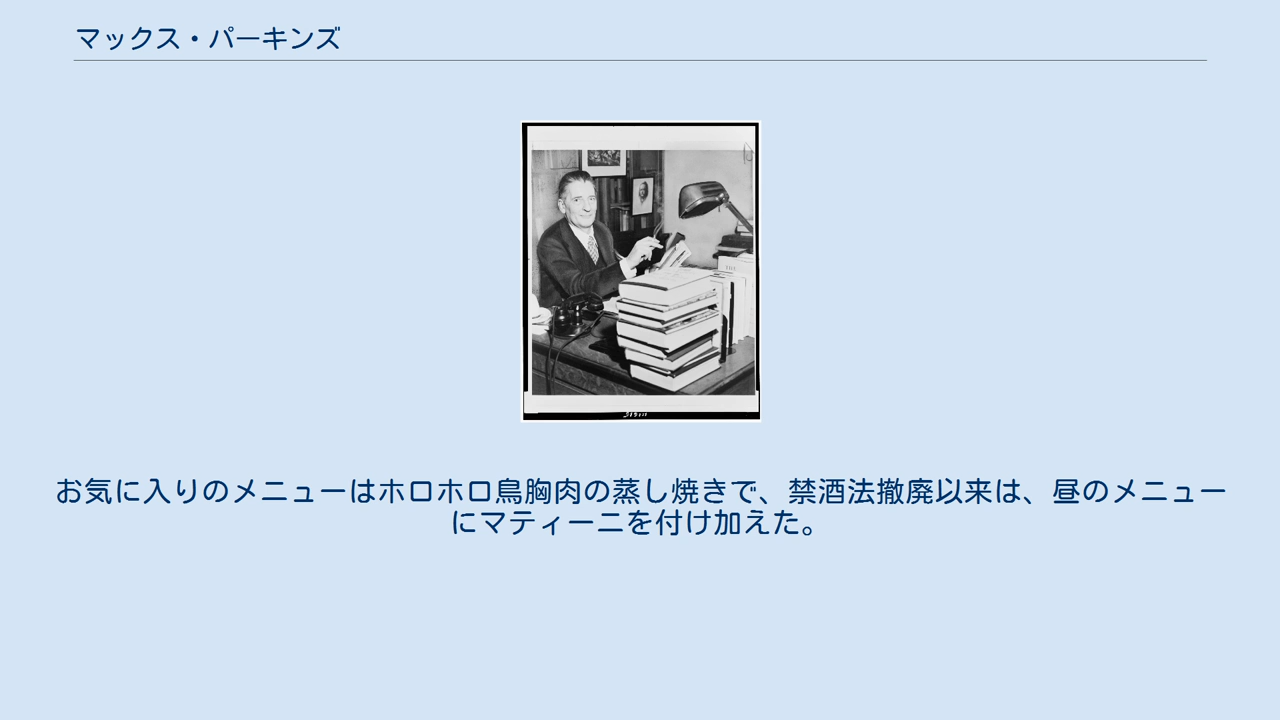 マックス・パーキンズ
お気に入りのメニューはホロホロ鳥胸肉の蒸し焼きで、禁酒法撤廃以来は、昼のメニュー
にマティーニを付け加えた。